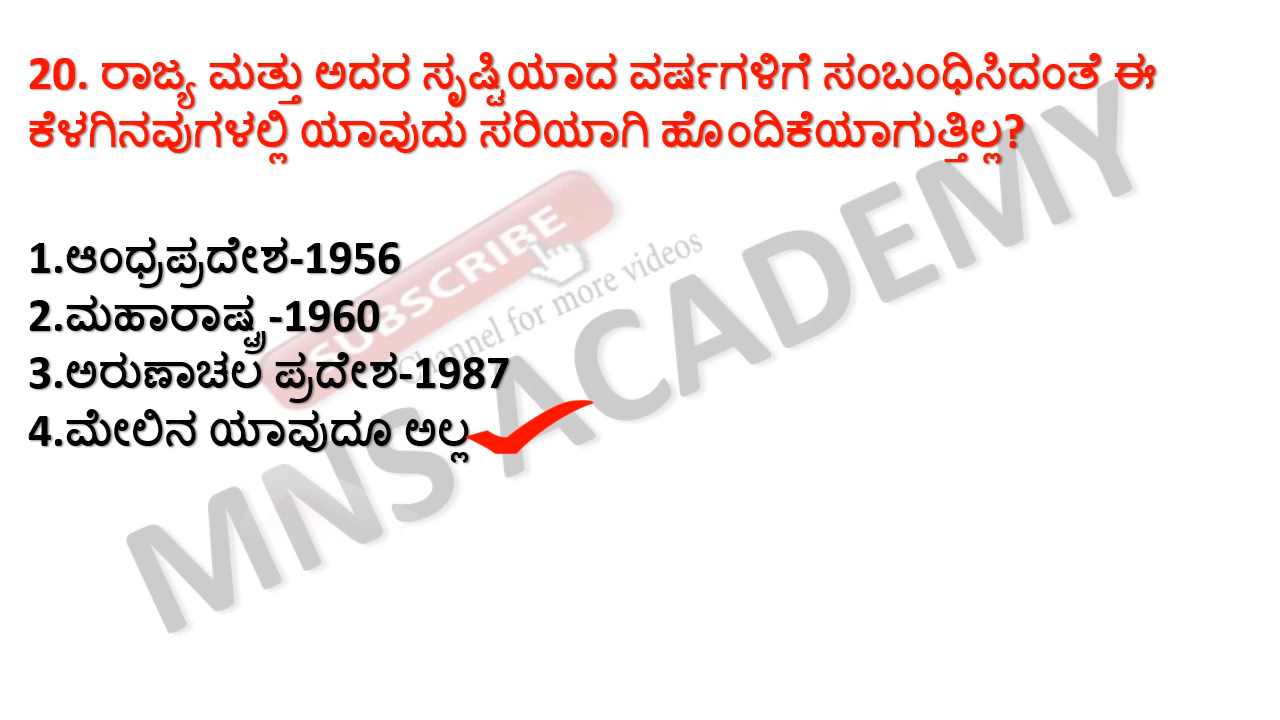 20. ರಾಜ್ಯ ಮತ್ತು ಅದರ ಸೃಷ್ಟಿಯಾದ ವರ್ಷಗಳಿಗೆ ಸಂಬಂಧಿಸಿದಂತೆ ಈ
ಕೆಳಗಿನವುಗಳಲ್ಲಿ ಯಾವುದು ಸರಿಯಾಗಿ ಹೊಂದಿಕೆಯಾಗುತ್ತಿಲ್ಲ?
1.ಆಂಧ್ರಪ್ರದೇಶ-1956
2.ಮಹಾರಾಷ್ಟ್ರ-1960
3.ಅರುಣಾಚಲ ಪ್ರದೇಶ-1987
4.ಮೇಲಿನ ಯಾವುದೂ ಅಲ್ಲ
SUBSCRIBE
Channel for more videos
MNS ACADEMY